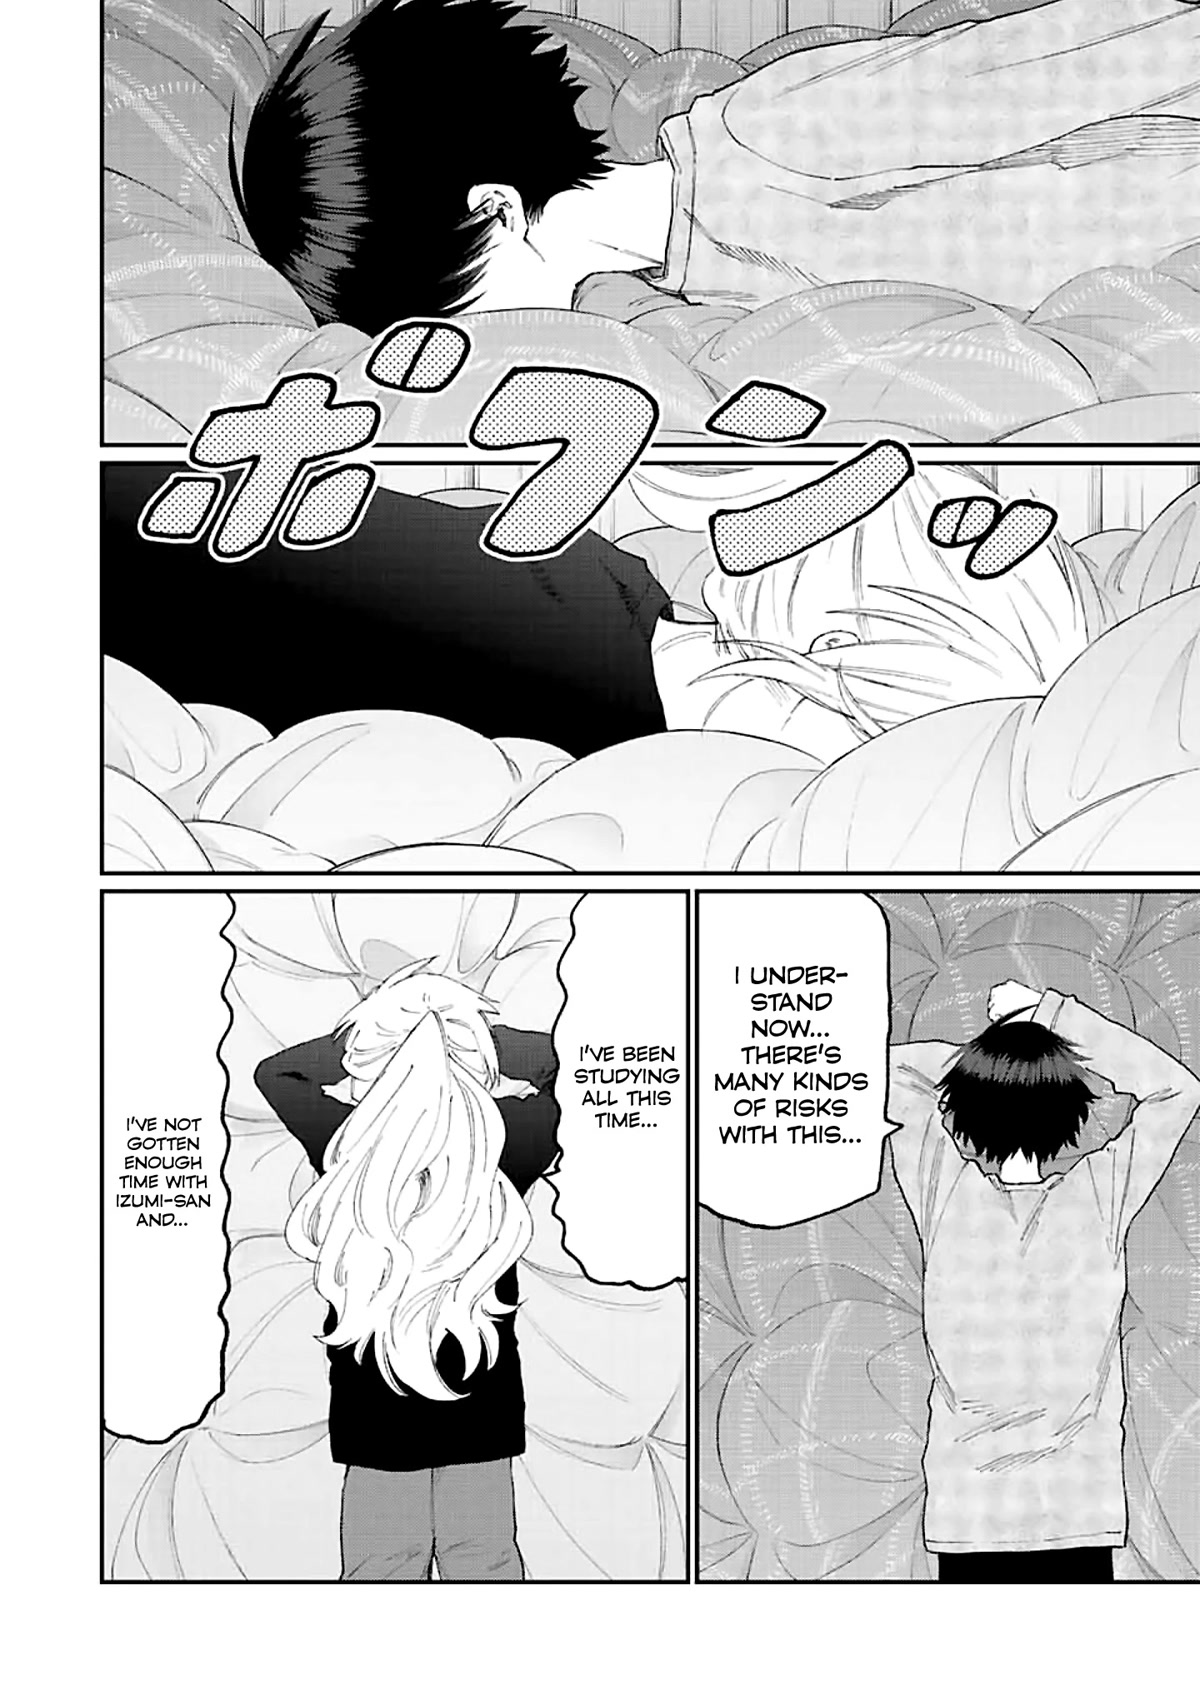 ボフンッ
I UNDER-
STAND
NOW...
THERE'S
MANY KINDS
OF RISKS
WITH THIS...
I'VE BEEN
STUDYING
ALL THIS
TIME...
I'VE NOT
GOTTEN
ENOUGH
TIME WITH
IZUMI-SAN
AND...